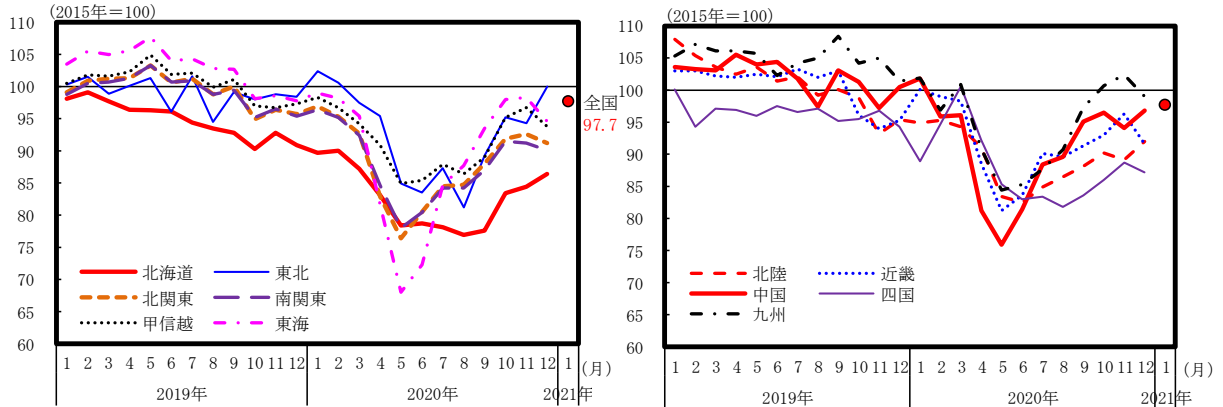 (2015年＝100)
110
105
100
95
90
85
80
75
70
65
60
全国
97.7
北海道
東北
北関東
南関東
甲信越
東海
1 2 3 4 5 6 7 8 9 10 11 12 1 2 3 4 5 6 7 8 9 10 11 12 1 (月)
2019年 2020年 2021年
(2015年＝100)
110
105
100
95
90
85
80
75
70
65
60
北陸
近畿
中国
四国
九州
1 2 3 4 5 6 7 8 9 10 11 12 1 2 3 4 5 6 7 8 9 10 11 12 1 (月)
2019年 2020年 2021年